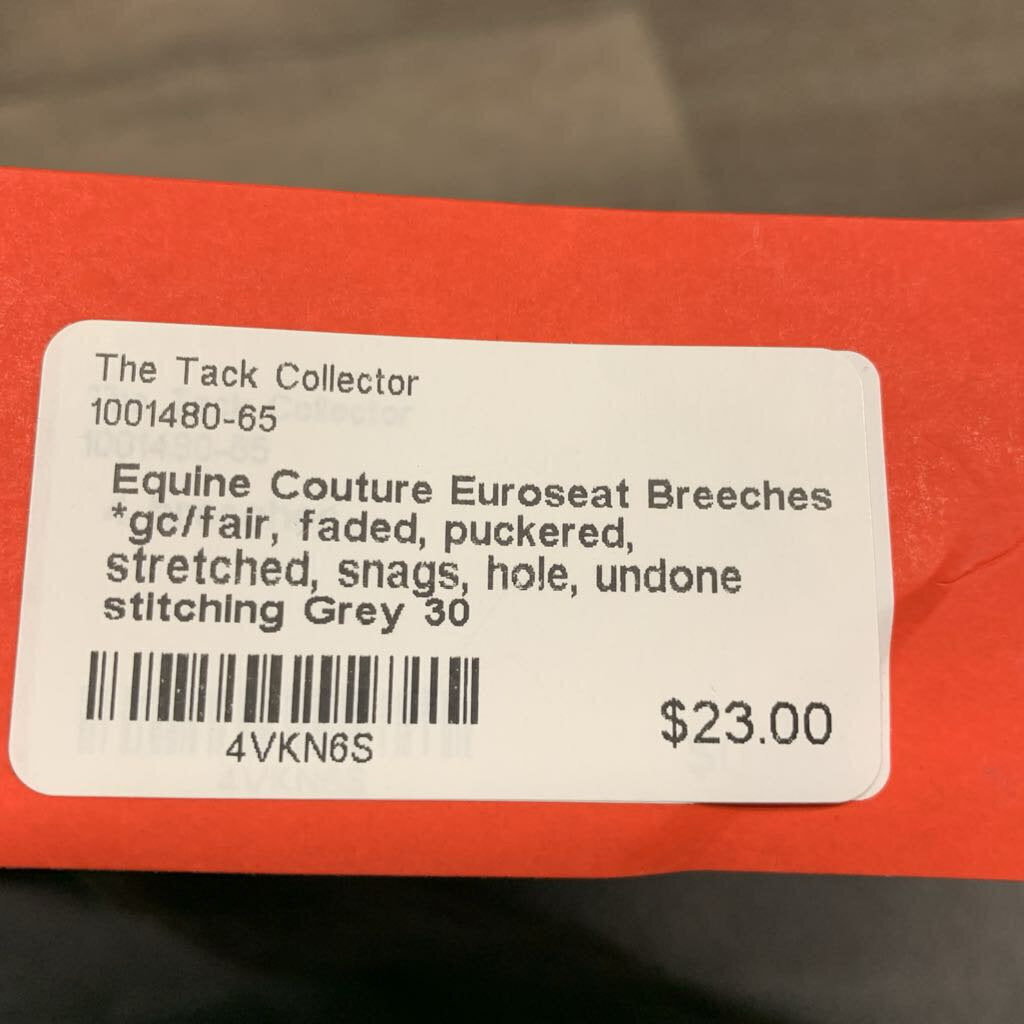 The Tack Collector
1001480-65
Equine Couture Euroseat Breeches
*gc/fair, faded, puckered,
stretched, snags, hole, undone
stitching Grey 30
4VKN6S
$23.00